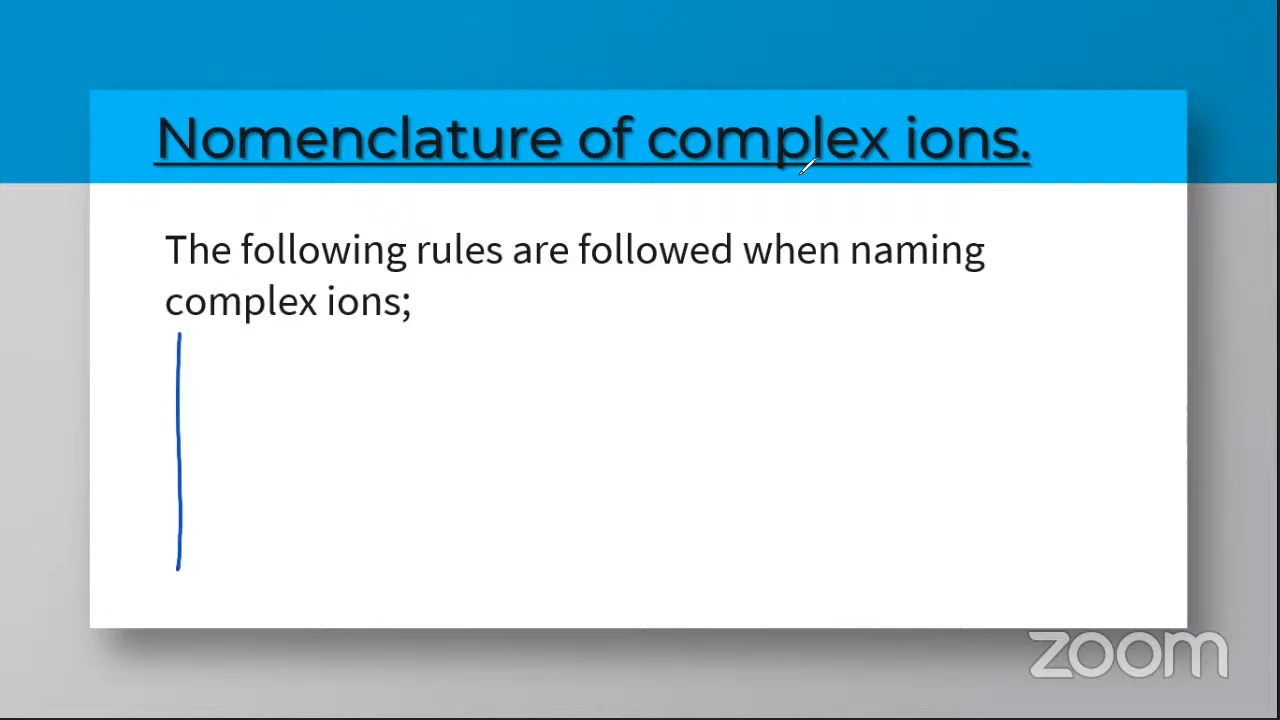 Nomenclature of complex ions.
The following rules are followed when naming
complex ions;
zoom